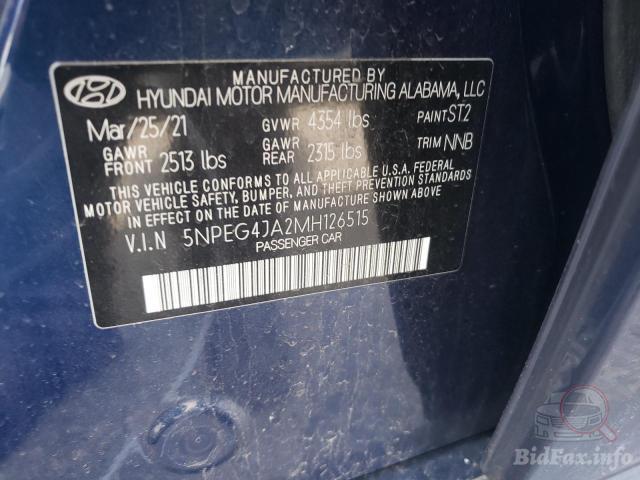 MANUFACTURED BY
HYUNDAI MOTOR MANUFACTURING ALABAMA, LLC
Mar/25/21 GVWR 4354 lbs PAINT ST2
GAWR FRONT 2513 lbs GAWR REAR 2315 lbs TRIM NNB
THIS VEHICLE CONFORMS TO ALL APPLICABLE U.S.A. FEDERAL
MOTOR VEHICLE SAFETY, BUMPER, AND THEFT PREVENTION STANDARDS
IN EFFECT ON THE DATE OF MANUFACTURE SHOWN ABOVE.
V.I.N 5NPEG4JA2MH126515
PASSENGER CAR
BidFax.info